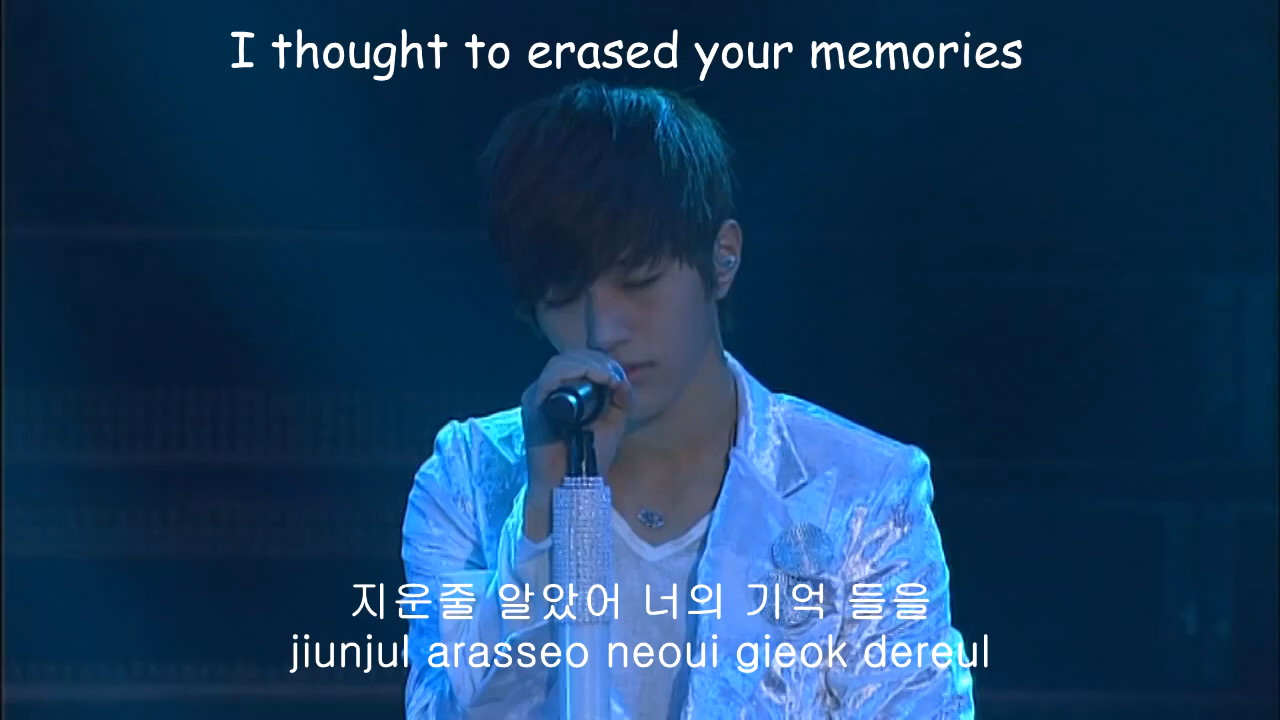 I thought to erased your memories
지운줄 알았어 너의 기억 들을
jiunjul arasseo neoui gieok dereul